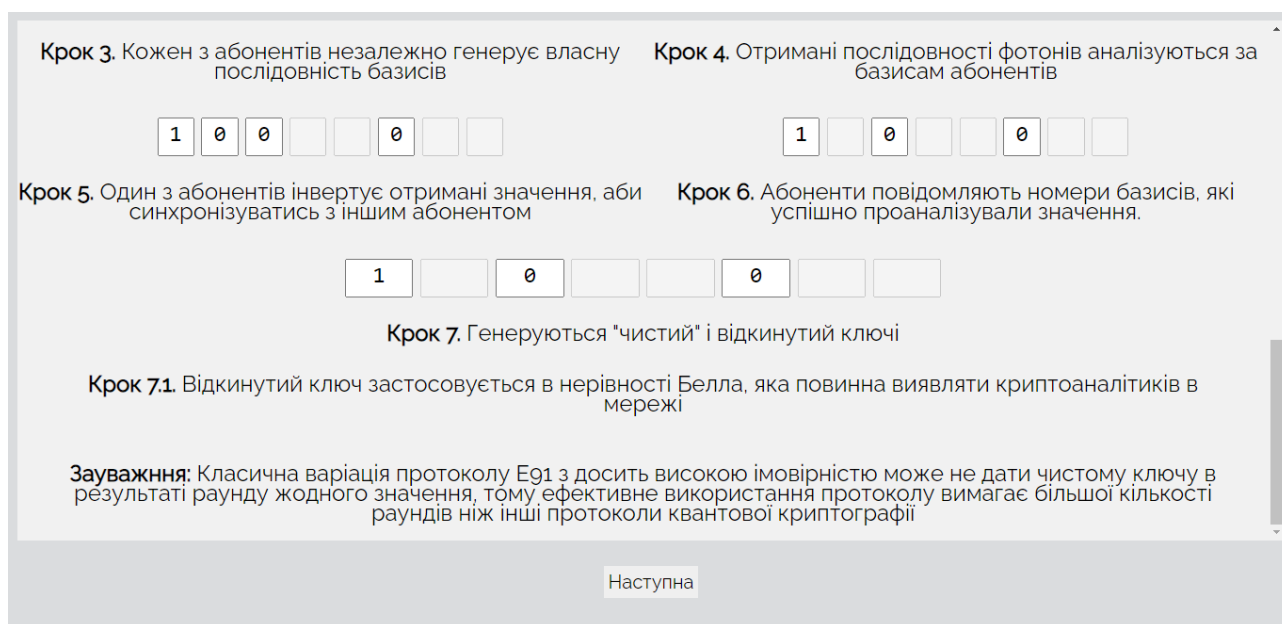 Крок 3. Кожен з абонентів незалежно генерує власну
послідовність базисів
Крок 4. Отримані послідовності фотонів аналізуються за
базисам абонентів
1 0 0 0
1 0 0
Крок 5. Один з абонентів інвертує отримані значення, аби
синхронізуватись з іншим абонентом
Крок 6. Абоненти повідомляють номери базисів, які
успішно проаналізували значення.
1 0 0
Крок 7. Генеруються "чистий" і відкинутий ключі
Крок 7.1. Відкинутий ключ застосовується в нерівності Белла, яка повинна виявляти криптоаналітиків в
мережі
Зауважння: Класична варіація протоколу E91 з досить високою імовірністю може не дати чистому ключу в
результаті раунду жодного значення, тому ефективне використання протоколу вимагає більшої кількості
раундів ніж інші протоколи квантової криптографії
Наступна